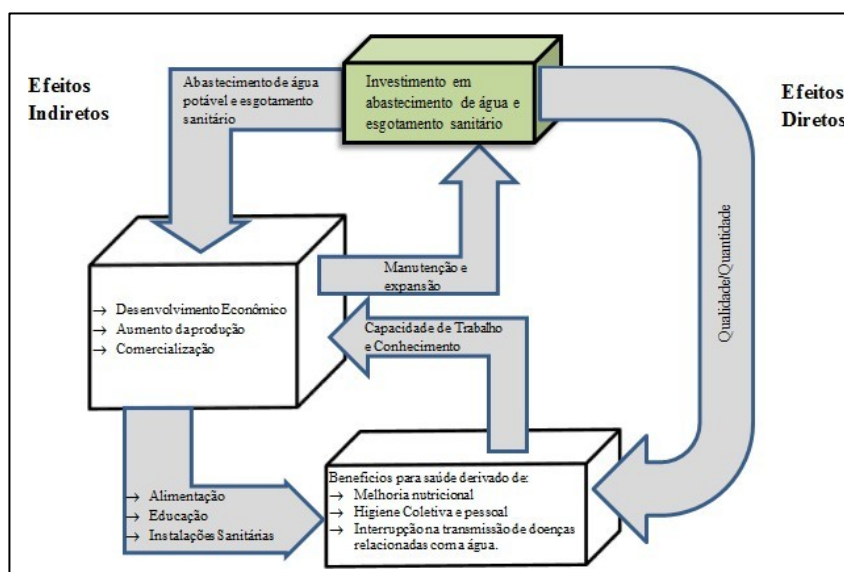 Efeitos
Indiretos
Abastecimento de água
potável e esgotamento
sanitário
Investimento em
abastecimento de água e
esgotamento sanitário
Efeitos
Diretos
Qualidade/Quantidade
Manutenção e
expansão
→ Desenvolvimento Econômico
→ Aumento da produção
→ Comercialização
Capacidade de Trabalho
e Conhecimento
→ Alimentação
→ Educação
→ Instalações Sanitárias
Beneficios para saúde derivado de:
→ Melhoria nutricional
→ Higiene Coletiva e pessoal
→ Interrupção na transmissão de doenças
relacionadas com a água.